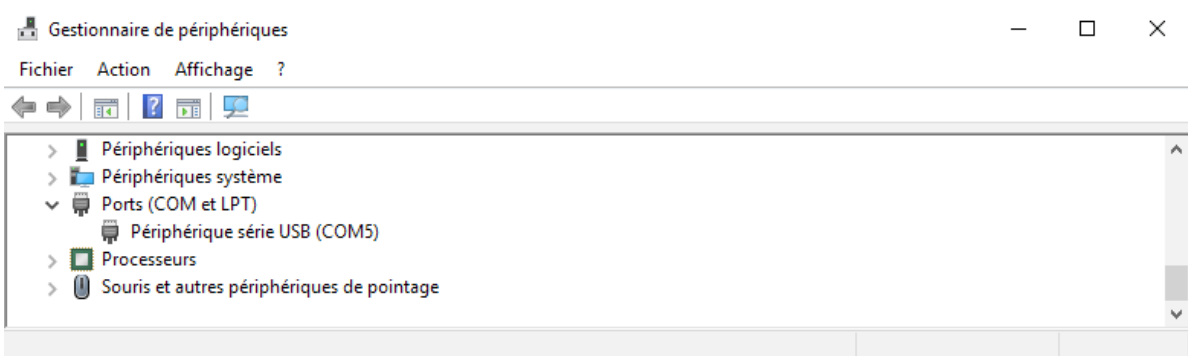 Gestionnaire de périphériques
Fichier Action Affichage ?
Périphériques logiciels
Périphériques système
Ports (COM et LPT)
Périphérique série USB (COM5)
Processeurs
Souris et autres périphériques de pointage